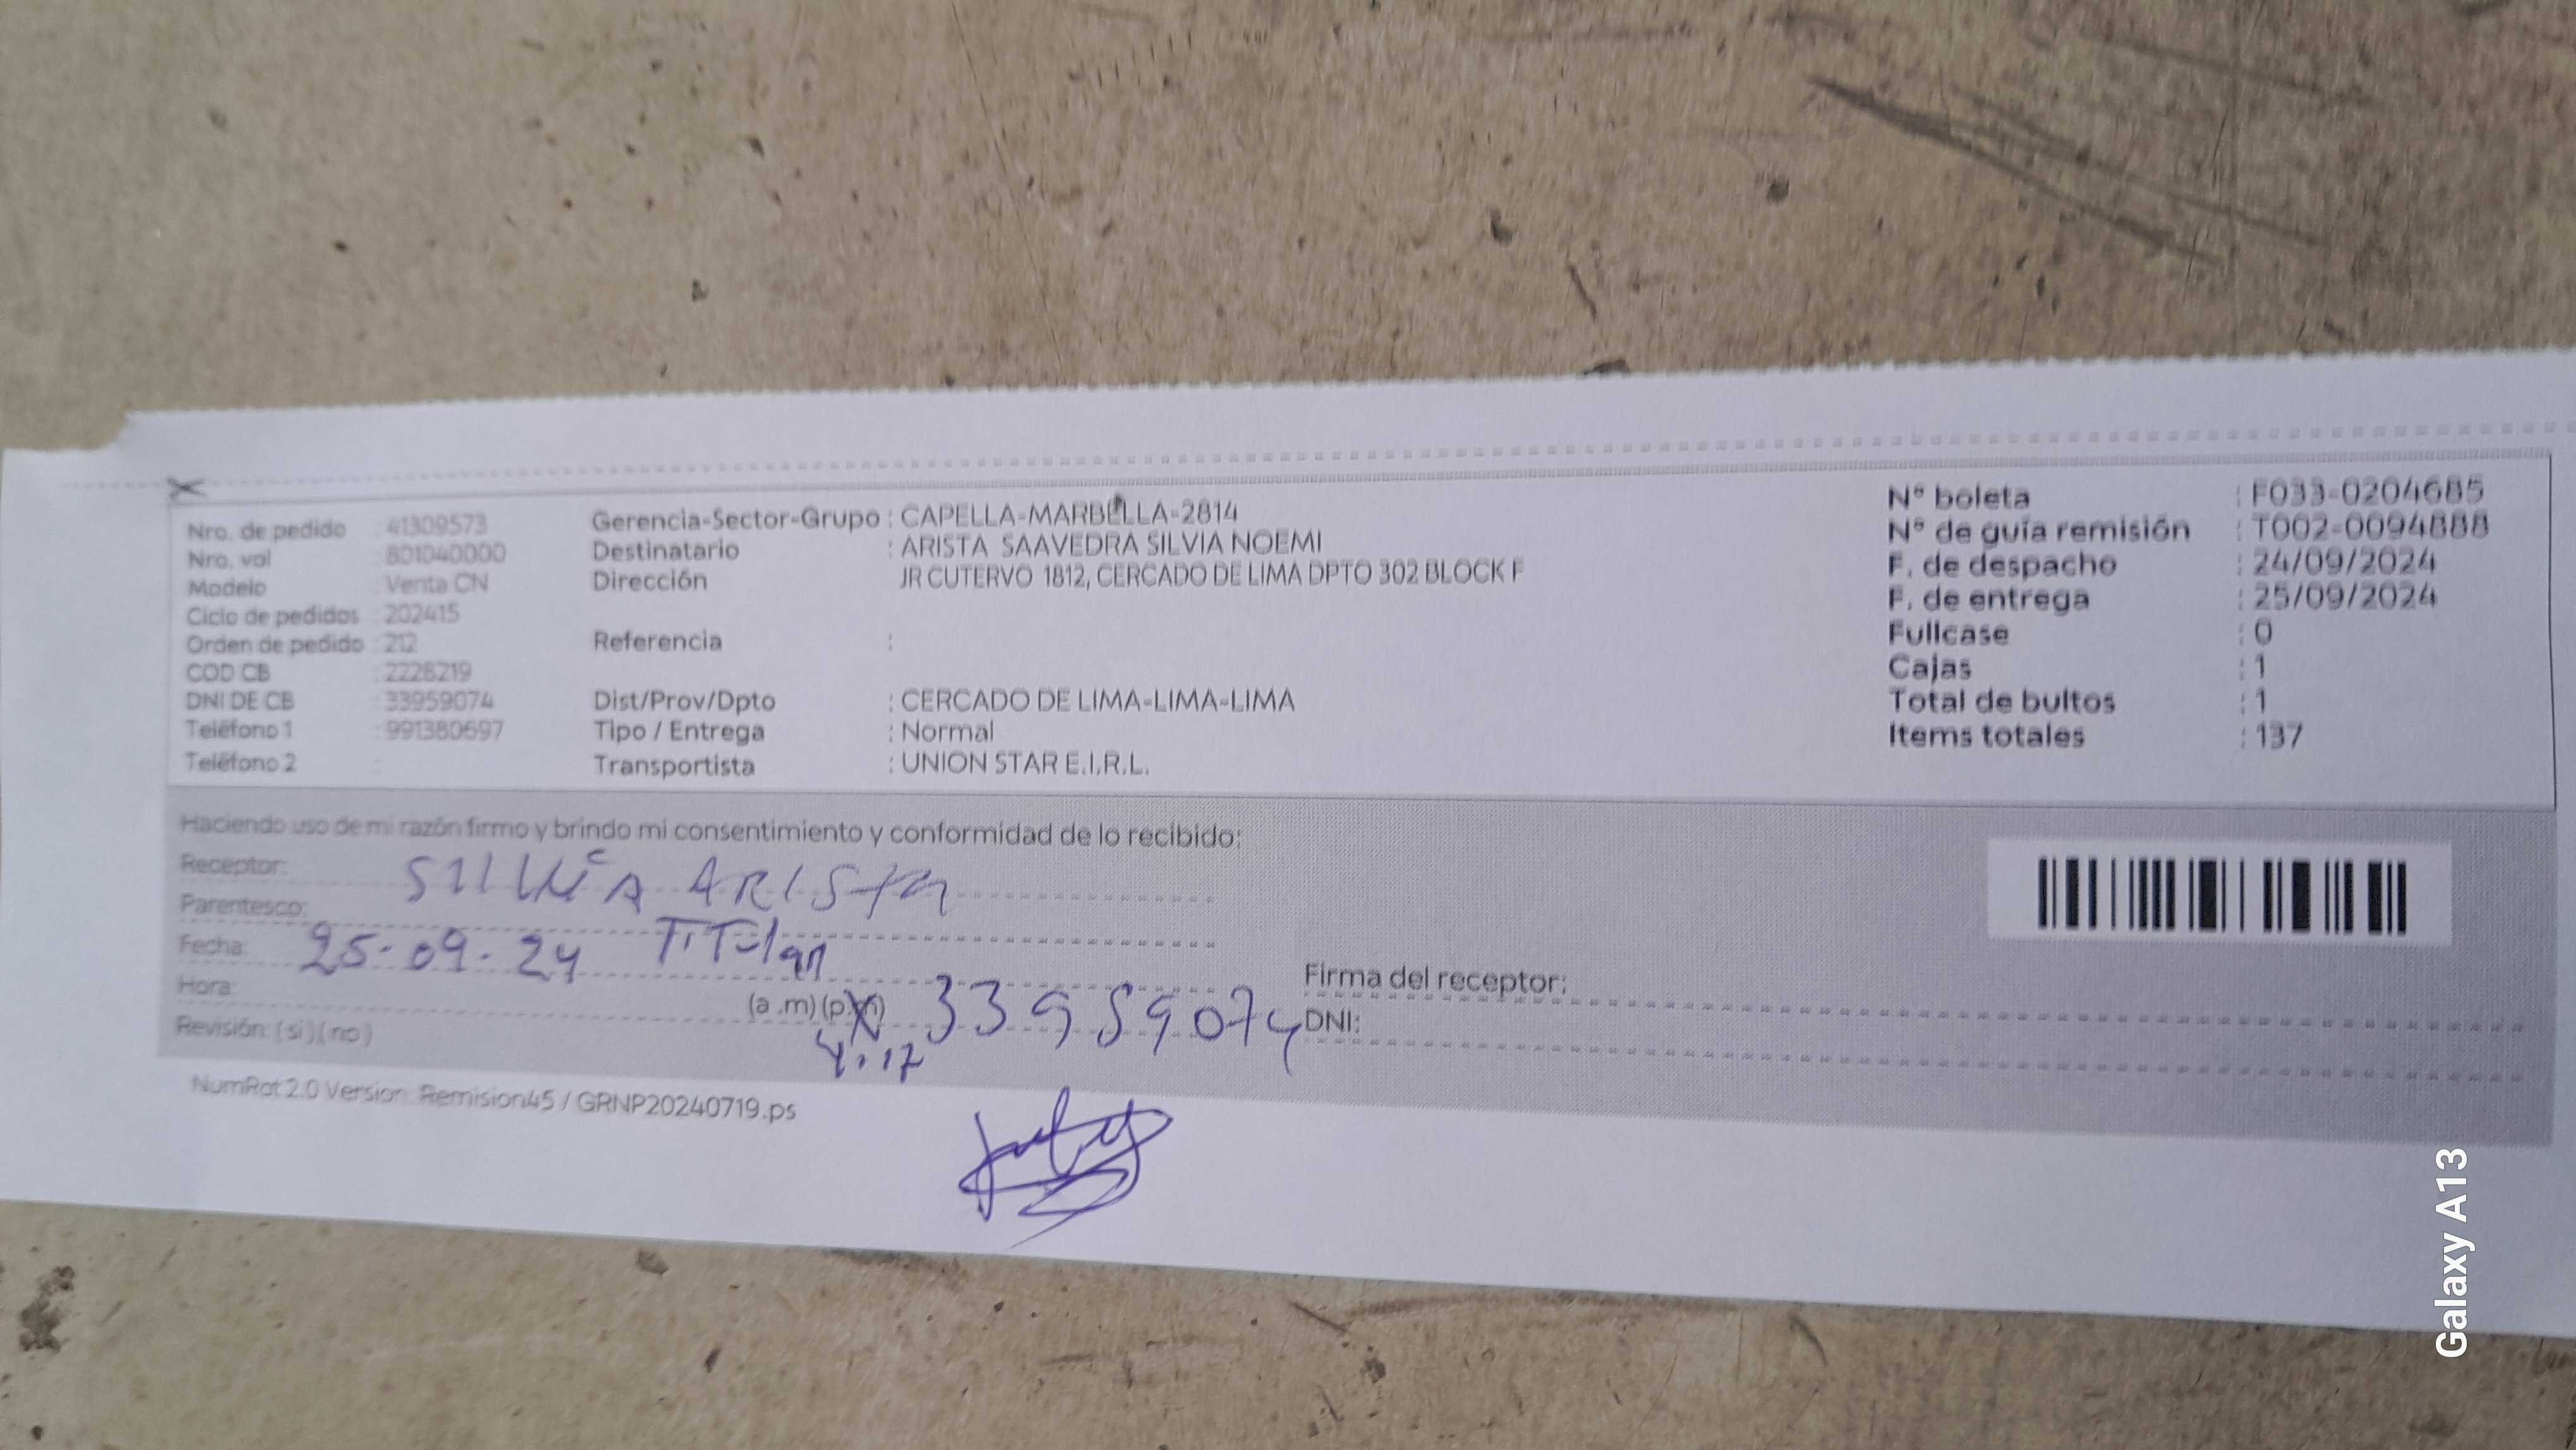 Nro. de pedido : 41309573
Nro. vol : 801040000
Modelo : Venta CN
Ciclo de pedidos : 202415
Orden de pedido : 212
COD CB : 2228219
DNI DE CB : 33959074
Teléfono 1 : 991380697
Teléfono 2 :
Gerencia-Sector-Grupo : CAPELLA-MARBELLA-2814
Destinatario : ARISTA SAAVEDRA SILVIA NOEMI
Dirección JR CUTERVO 1812, CERCADO DE LIMA DPTO 302 BLOCK F
Referencia :
Dist/Prov/Dpto : CERCADO DE LIMA-LIMA-LIMA
Tipo / Entrega : Normal
Transportista : UNION STAR E.I.R.L.
Nº boleta : F033-0204685
Nº de guía remisión : T002-0094888
F. de despacho : 24/09/2024
F. de entrega : 25/09/2024
Fullcase : 0
Cajas : 1
Total de bultos : 1
Items totales : 137
Haciendo uso de mi razón firmo y brindo mi consentimiento y conformidad de lo recibido:
Receptor: SILVIA ARISTA
Parentesco: TITular
Fecha: 25-09-24
Hora: (a.m) (p.m) 33959074
4:17
Revisión: (si) (no)
Firma del receptor:
DNI:
NumRot 2.0 Version: Remision45 / GRNP20240719.ps
Galaxy A13